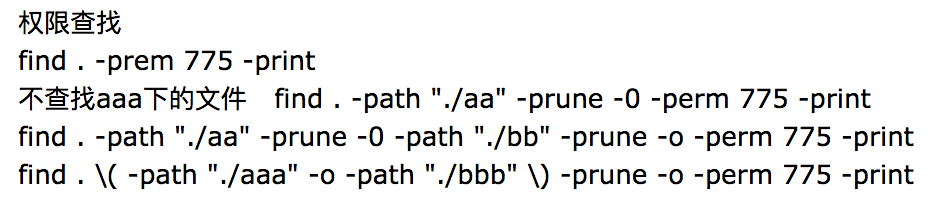 权限查找
find . -prem 775 -print
不查找aaa下的文件 find . -path "./aa" -prune -0 -perm 775 -print
find . -path "./aa" -prune -0 -path "./bb" -prune -o -perm 775 -print
find . \( -path "./aaa" -o -path "./bbb" \) -prune -o -perm 775 -print